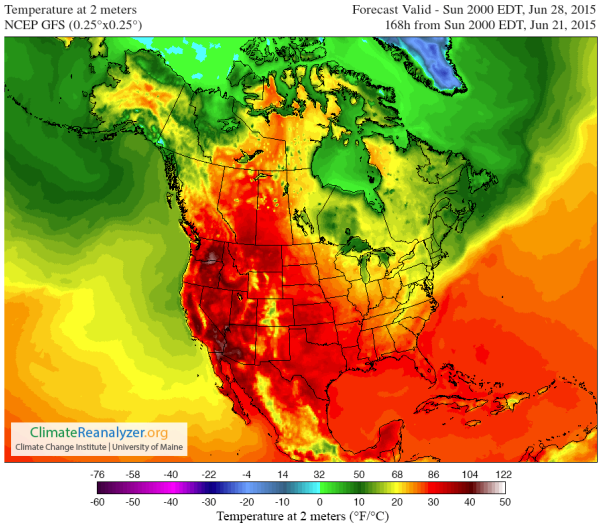 Temperature at 2 meters
Forecast Valid - Sun 2000 EDT, Jun 28, 2015
NCEP GFS (0.25°x0.25°)
168h from Sun 2000 EDT, Jun 21, 2015
ClimateReanalyzer.org
Climate Change Institute | University of Maine
-76 -58 -40 -22 -4 14 32 50 68 86 104 122
-60 -50 -40 -30 -20 -10 0 10 20 30 40 50
Temperature at 2 meters (°F/°C)